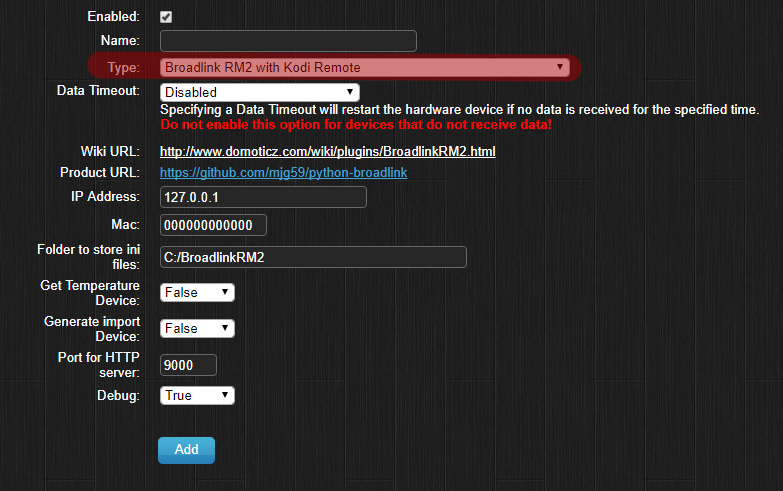 Enabled:
Name:
Type: Broadlink RM2 with Kodi Remote
Data Timeout: Disabled
Specifying a Data Timeout will restart the hardware device if no data is received for the specified time.
Do not enable this option for devices that do not receive data!
Wiki URL: http://www.domoticz.com/wiki/plugins/BroadlinkRM2.html
Product URL: https://github.com/mjg59/python-broadlink
IP Address: 127.0.0.1
Mac: 000000000000
Folder to store ini
files: C:/BroadlinkRM2
Get Temperature
Device: False
Generate import
Device: False
Port for HTTP
server: 9000
Debug: True
Add